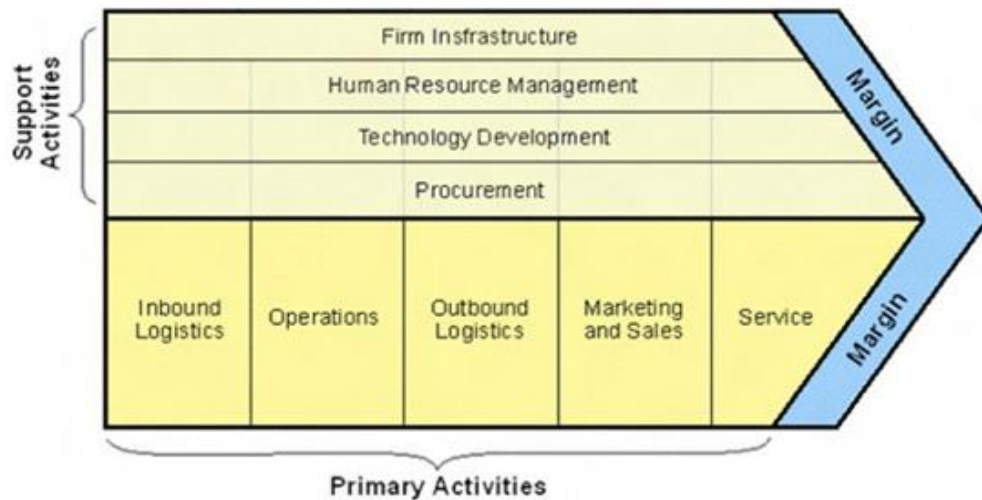 Support
Activities
Firm Insfrastructure
Human Resource Management
Technology Development
Procurement
Margin
Inbound
Logistics
Operations
Outbound
Logistics
Marketing
and Sales
Service
Margin
Primary Activities